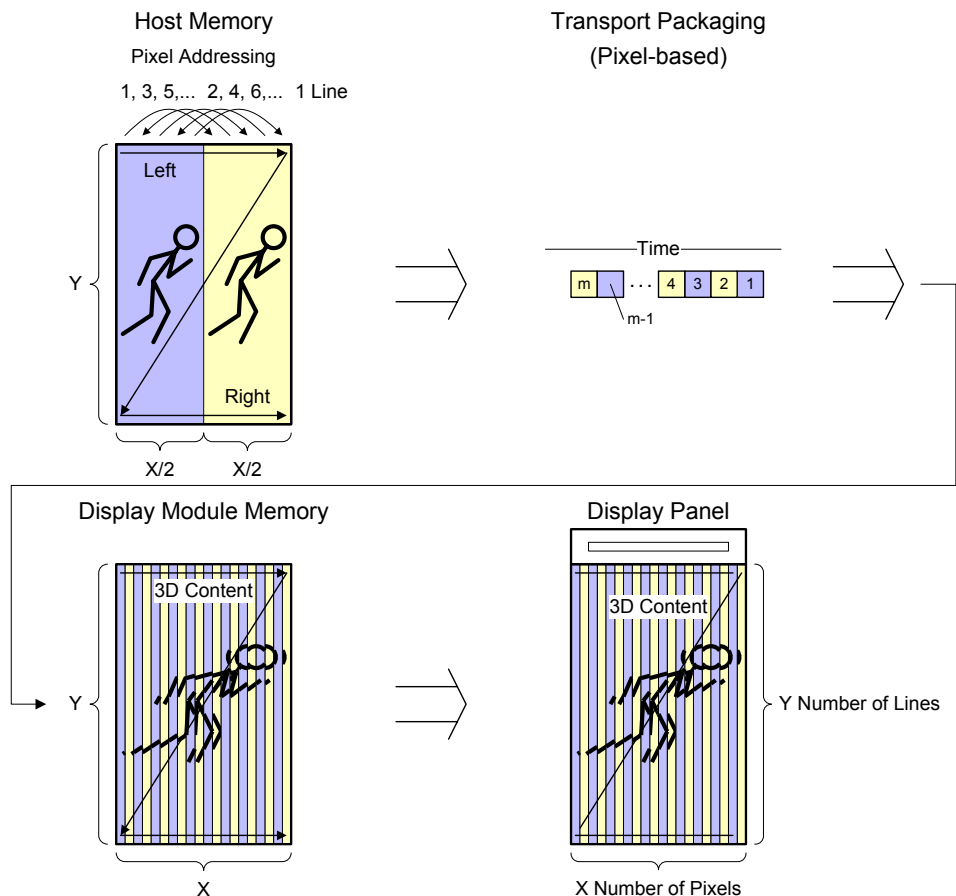 Host Memory
Pixel Addressing
1, 3, 5,... 2, 4, 6,... 1 Line
Left
Right
Y
X/2
X/2
Transport Packaging
(Pixel-based)
Time
m ... 4 3 2 1
m-1
Display Module Memory
3D Content
Y
X
Display Panel
3D Content
Y Number of Lines
X Number of Pixels